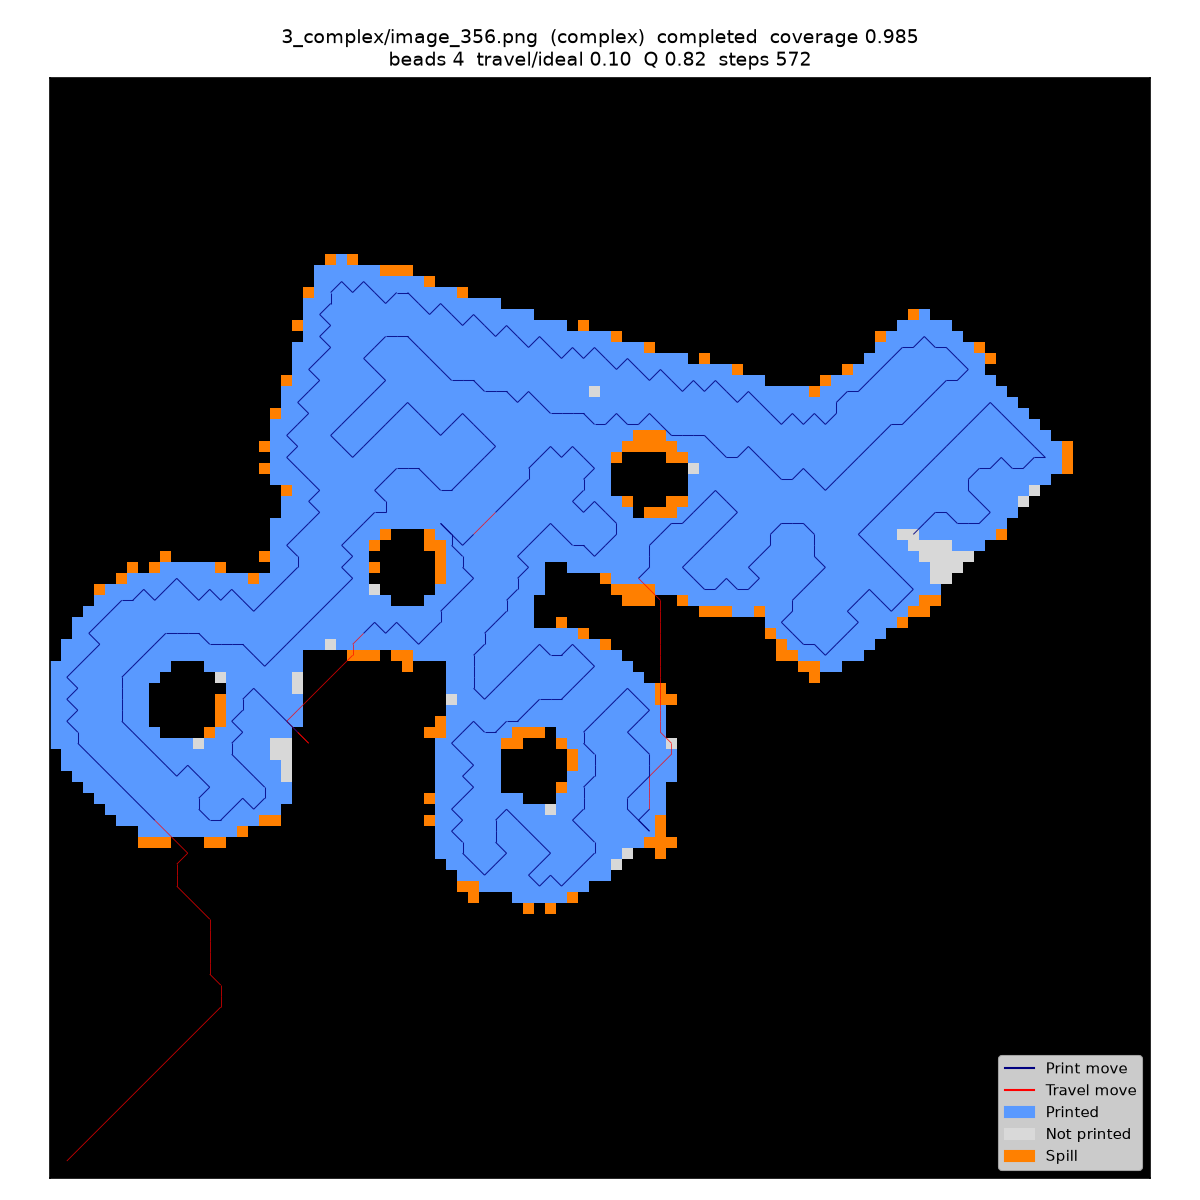 3_complex/image_356.png  (complex)  completed  coverage 0.985
beads 4  travel/ideal 0.10  Q 0.82  steps 572
Print move
Travel move
Printed
Not printed
Spill